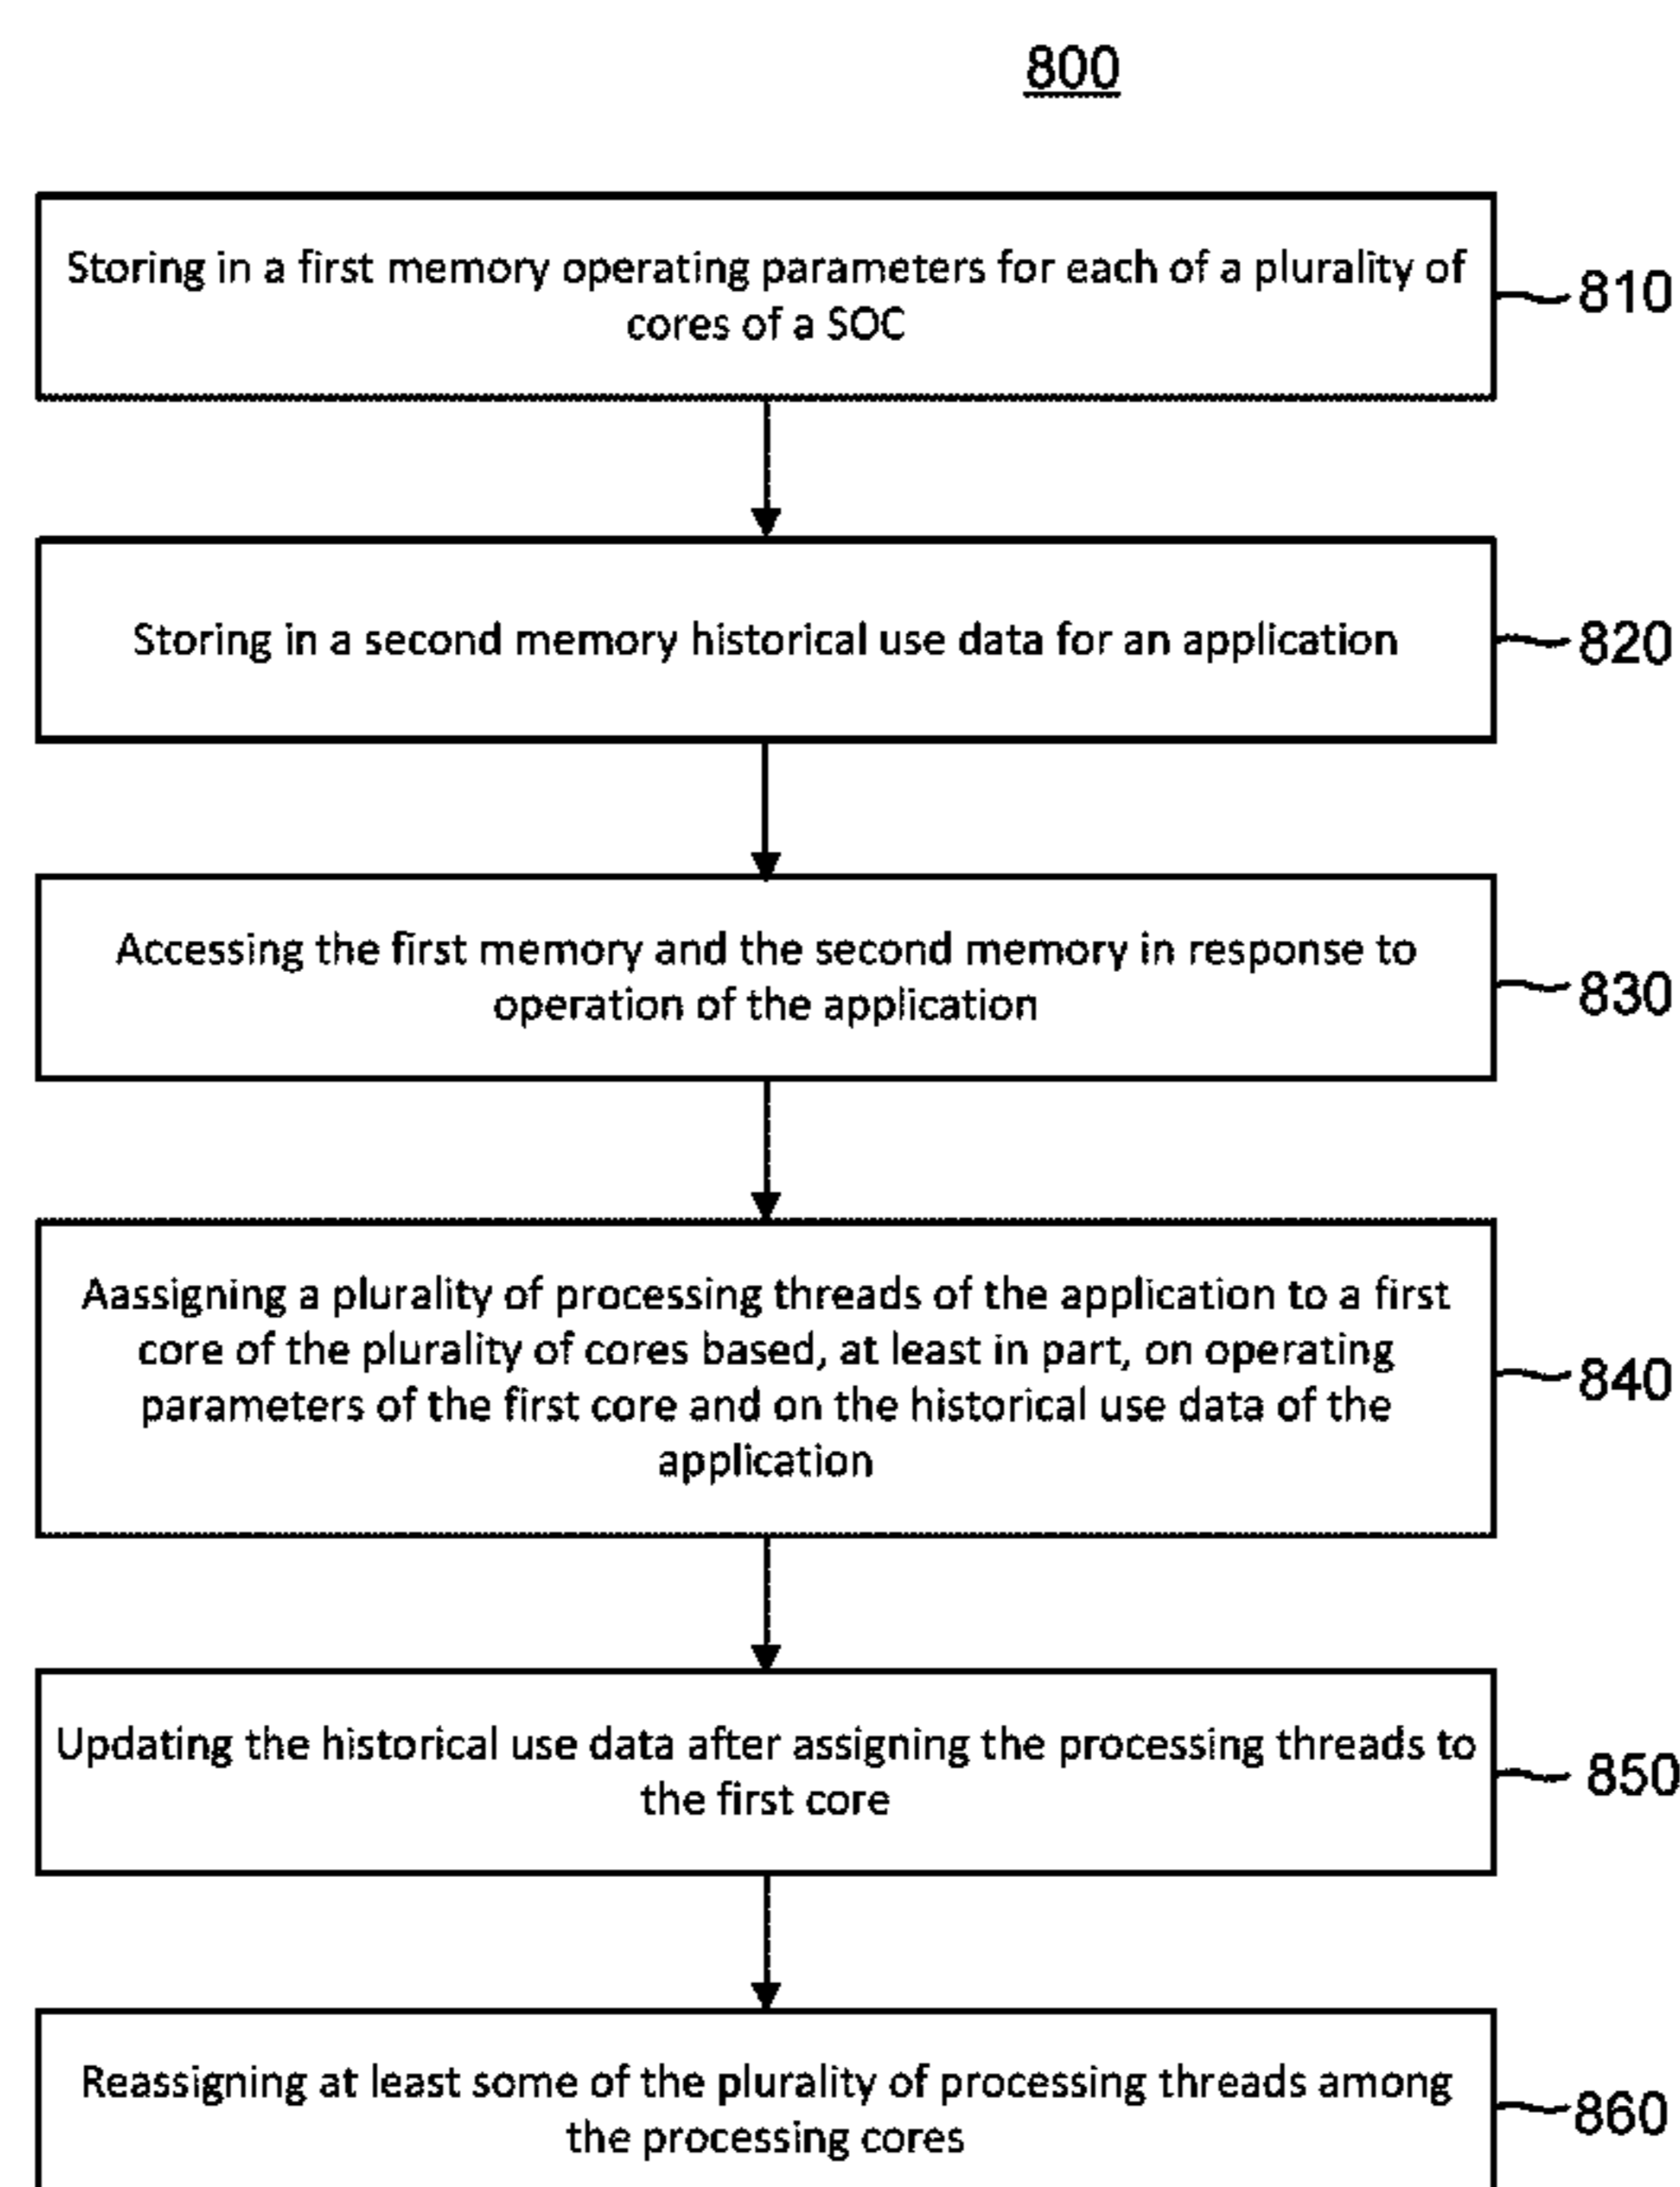 800
Storing in a first memory operating parameters for each of a plurality of
cores of a SOC
810
Storing in a second memory historical use data for an application
820
Accessing the first memory and the second memory in response to
operation of the application
830
Aassigning a plurality of processing threads of the application to a first
core of the plurality of cores based, at least in part, on operating
parameters of the first core and on the historical use data of the
application
840
Updating the historical use data after assigning the processing threads to
the first core
850
Reassigning at least some of the plurality of processing threads among
the processing cores
860